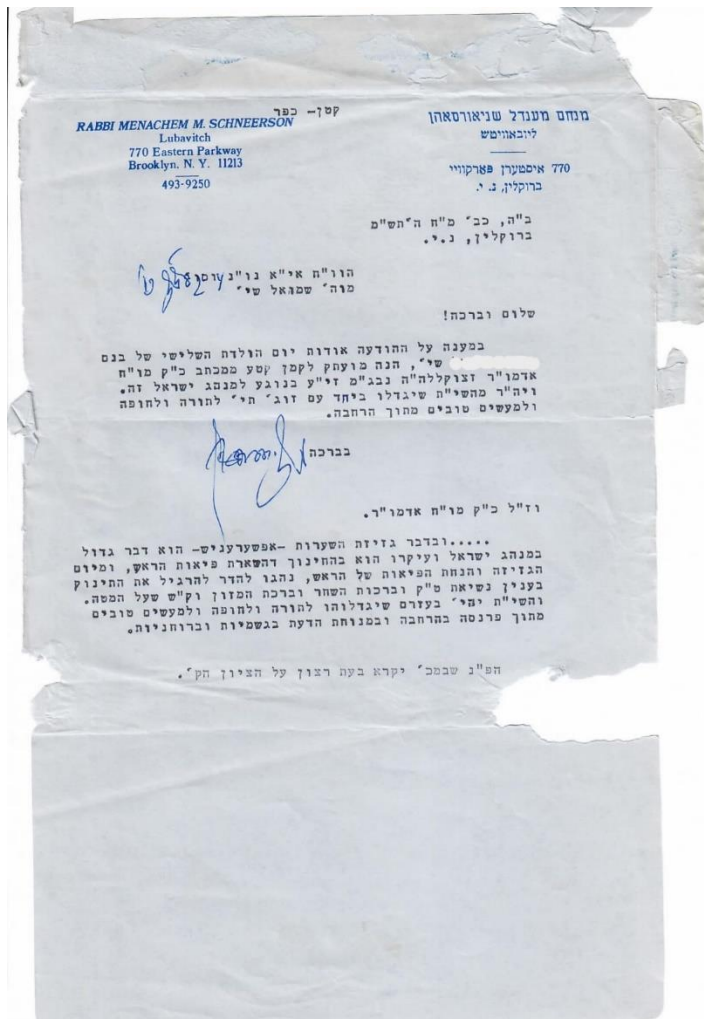 קטן- כפר
RABBI MENACHEM M. SCHNEERSON
Lubavitch
770 Eastern Parkway
Brooklyn, N. Y. 11213
493-9250
מנחם מענדל שניאורסאהן
ליובאוויטש
770 איסטערן פּארקוויי
ברוקלין, נ. י.
ב"ה, כב' מ"ח ה'תש"מ
ברוקלין, נ.י.
הוו"ח אי"א נו"נ
מוה' שמואל שי'
שלום וברכה!
במענה על ההודעה אודות יום הולדת השלישי של בנם
שי', הנה מועתק לקמן קטע ממכתב כ"ק מו"ח
אדמו"ר זצוקללה"ה נבג"מ זי"ע בנוגע למנהג ישראל זה.
ויה"ר מהשי"ת שיגדלו ביחד עם זוג' תי' לתורה ולחופה
ולמעשים טובים מתוך הרחבה.
בברכה
וז"ל כ"ק מו"ח אדמו"ר.
.....ובדבר גזיזת השערות -אפשערעניש- הוא דבר גדול
במנהג ישראל ועיקרו הוא בהחינוך דהשארת פיאות הראש, ומיום
הגזיזה והנחת הפיאות של הראש, נהגו להדר להרגיל את התינוק
בענין נשיאת ט"ק וברכות השחר וברכת המזון וק"ש שעל המטה.
והשי"ת יהי' בעזרם שיגדלוהו לתורה ולחופה ולמעשים טובים
מתוך פרנסה בהרחבה ובמנוחת הדעת בגשמיות וברוחניות.
הפ"נ שבמכ' יקרא בעת רצון על הציון הק'.